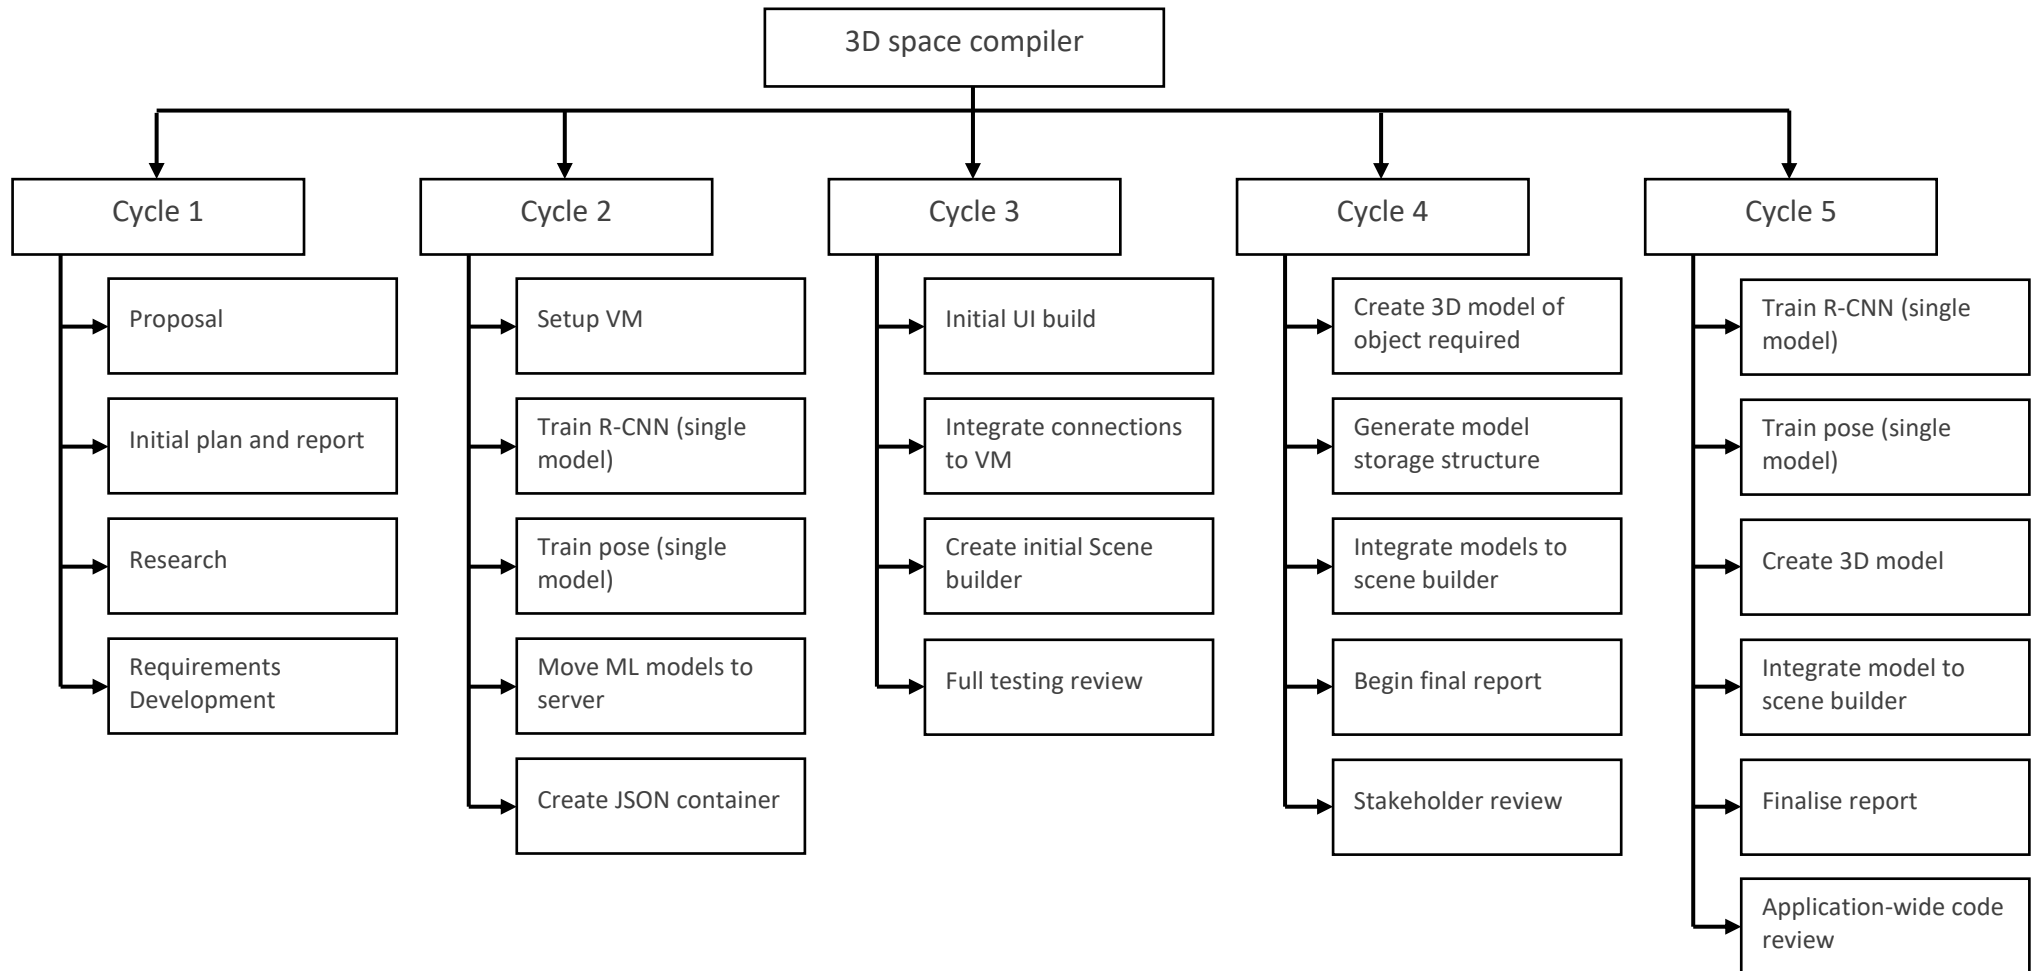 3D space compiler
Cycle 1
Proposal
Initial plan and report
Research
Requirements
Development
Cycle 2
Setup VM
Train R-CNN (single
model)
Train pose (single
model)
Move ML models to
server
Create JSON container
Cycle 3
Initial UI build
Integrate connections
to VM
Create initial Scene
builder
Full testing review
Cycle 4
Create 3D model of
object required
Generate model
storage structure
Integrate models to
scene builder
Begin final report
Stakeholder review
Cycle 5
Train R-CNN (single
model)
Train pose (single
model)
Create 3D model
Integrate model to
scene builder
Finalise report
Application-wide code
review